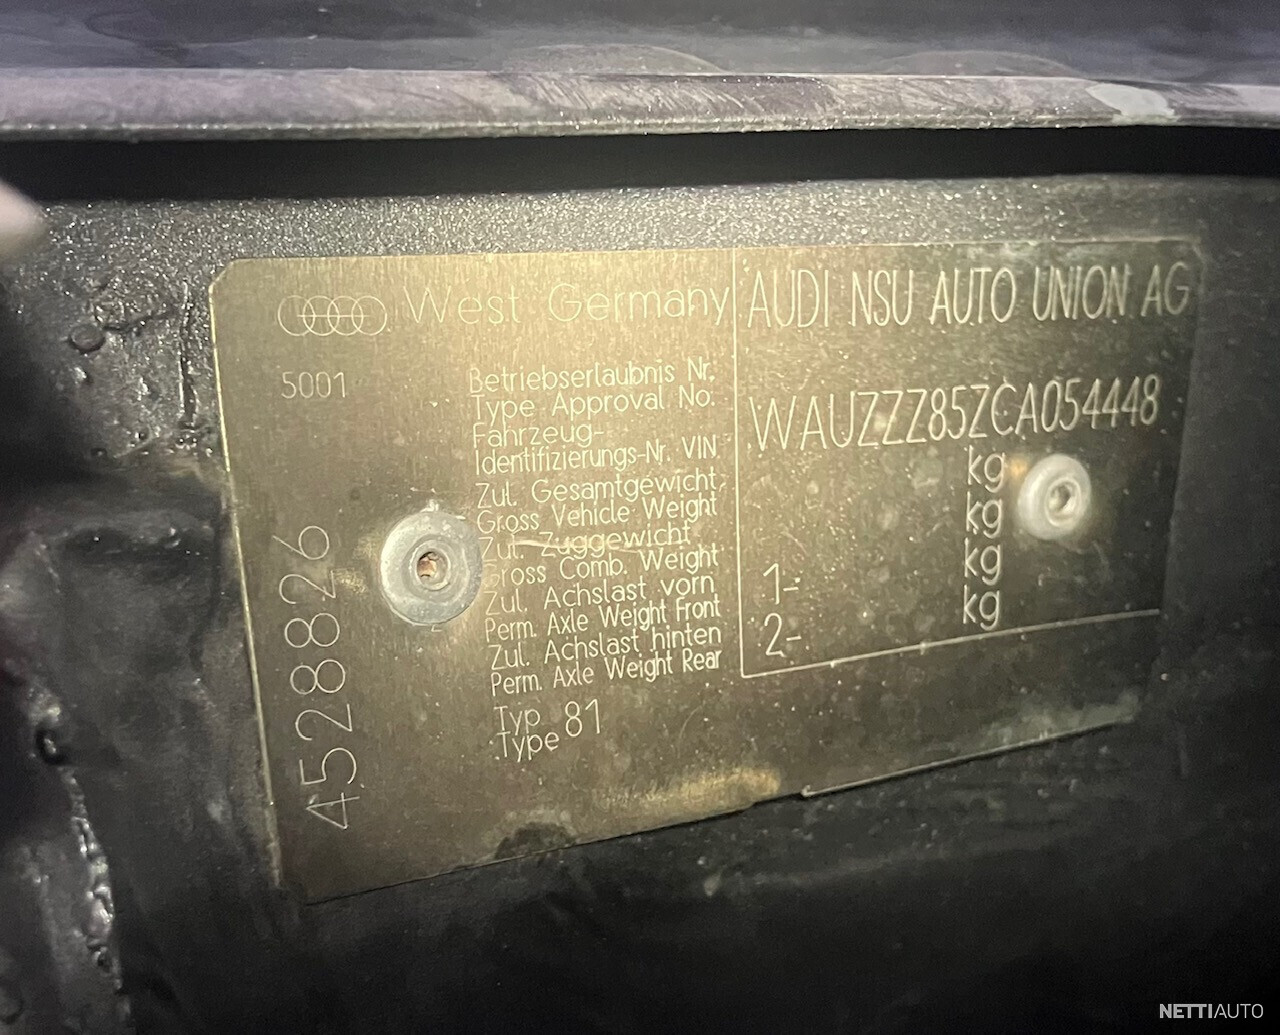 West Germany
AUDI NSU AUTO UNION AG
5001
Betriebserlaubnis Nr.
Type Approval No.
Fahrzeug-
Identifizierungs-Nr. VIN
WAUZZZ85ZCA054448
Zul. Gesamtgewicht
Gross Vehicle Weight
kg
Zul. Zuggewicht
Gross Comb. Weight
kg
Zul. Achslast vorn
Perm. Axle Weight Front
1- kg
Zul. Achslast hinten
Perm. Axle Weight Rear
2- kg
Typ
Type 81
4528826
NETTIAUTO